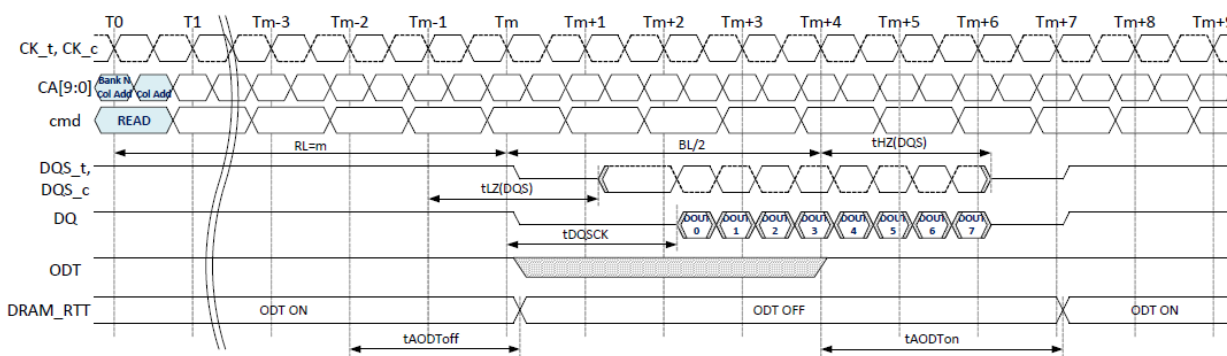 T0 T1 Tm-3 Tm-2 Tm-1 Tm Tm+1 Tm+2 Tm+3 Tm+4 Tm+5 Tm+6 Tm+7 Tm+8 Tm+9
CK_t, CK_c
Bank N
CA[9:0] Col Add Col Add
cmd READ
RL=m BL/2 tHZ(DQS)
DQS_t,
DQS_c
tLZ(DQS)
DQ DOUT 0 DOUT 1 DOUT 2 DOUT 3 DOUT 4 DOUT 5 DOUT 6 DOUT 7
tDQSCK
ODT
DRAM_RTT ODT ON ODT OFF ODT ON
tAODToff tAODTon